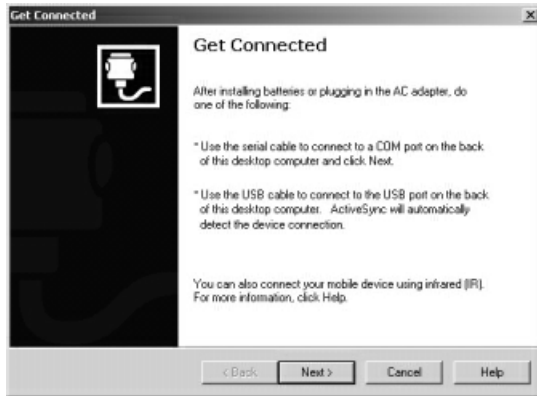 Get Connected
Get Connected
After installing batteries or plugging in the AC adapter, do
one of the following:
* Use the serial cable to connect to a COM port on the back
of this desktop computer and click Next.
* Use the USB cable to connect to the USB port on the back
of this desktop computer. ActiveSync will automatically
detect the device connection.
You can also connect your mobile device using infrared (IR).
For more information, click Help.
< Back Next > Cancel Help